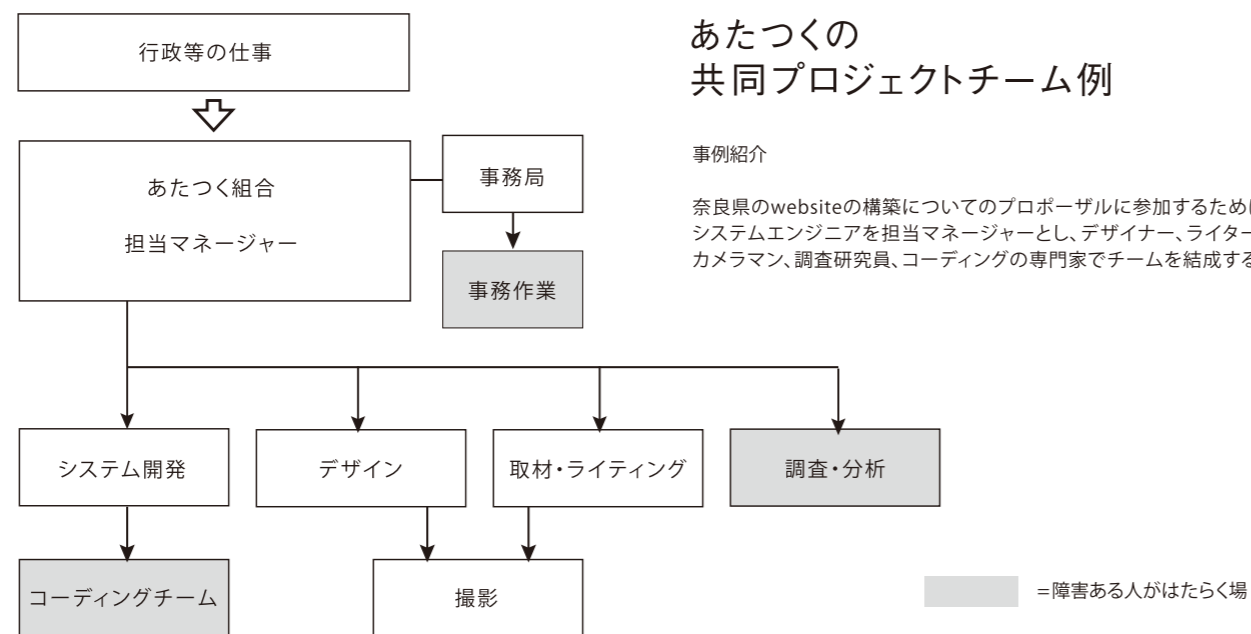 行政等の仕事
あたつく組合
担当マネージャー
事務局
事務作業
システム開発
デザイン
取材・ライティング
調査・分析
コーディングチーム
撮影
あたつくの
共同プロジェクトチーム例
事例紹介
奈良県のwebsiteの構築についてのプロポーザルに参加するため
システムエンジニアを担当マネージャーとし、デザイナー、ライター
カメラマン、調査研究員、コーディングの専門家でチームを結成する
=障害ある人がはたらく場